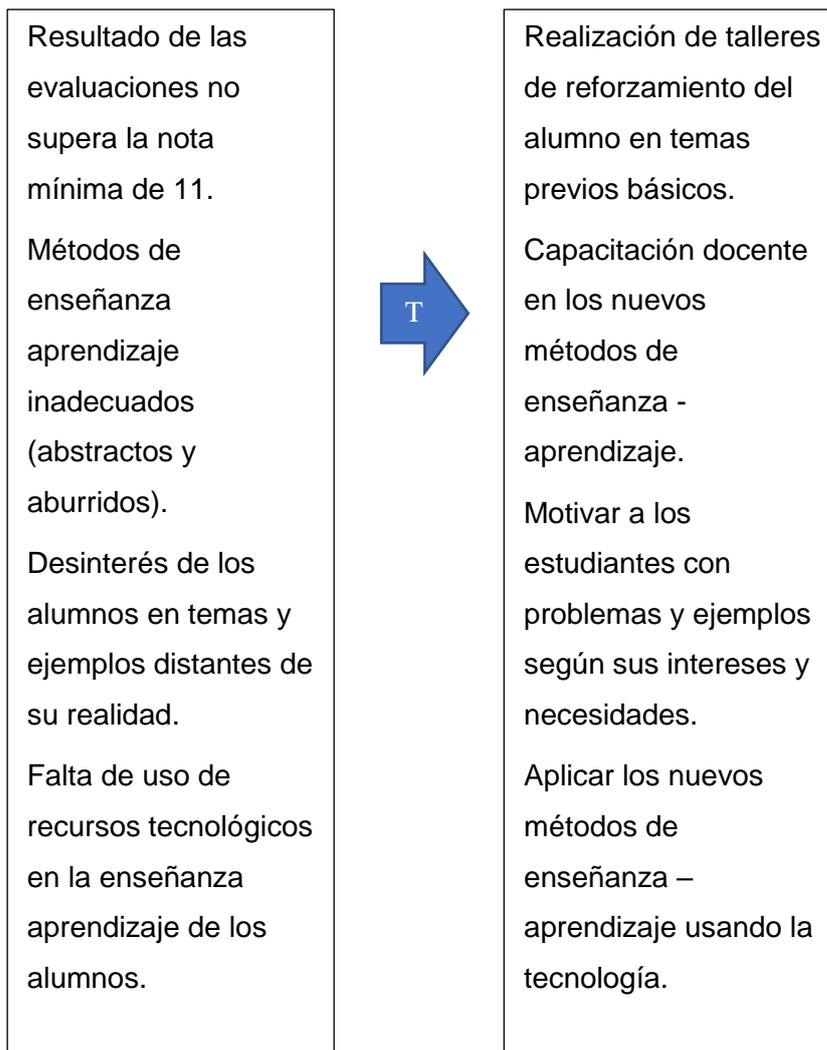 Resultado de las
evaluaciones no
supera la nota
mínima de 11.
Métodos de
enseñanza
aprendizaje
inadecuados
(abstractos y
aburridos).
Desinterés de los
alumnos en temas y
ejemplos distantes de
su realidad.
Falta de uso de
recursos tecnológicos
en la enseñanza
aprendizaje de los
alumnos.
T
Realización de talleres
de reforzamiento del
alumno en temas
previos básicos.
Capacitación docente
en los nuevos
métodos de
enseñanza -
aprendizaje.
Motivar a los
estudiantes con
problemas y ejemplos
según sus intereses y
necesidades.
Aplicar los nuevos
métodos de
enseñanza –
aprendizaje usando la
tecnología.